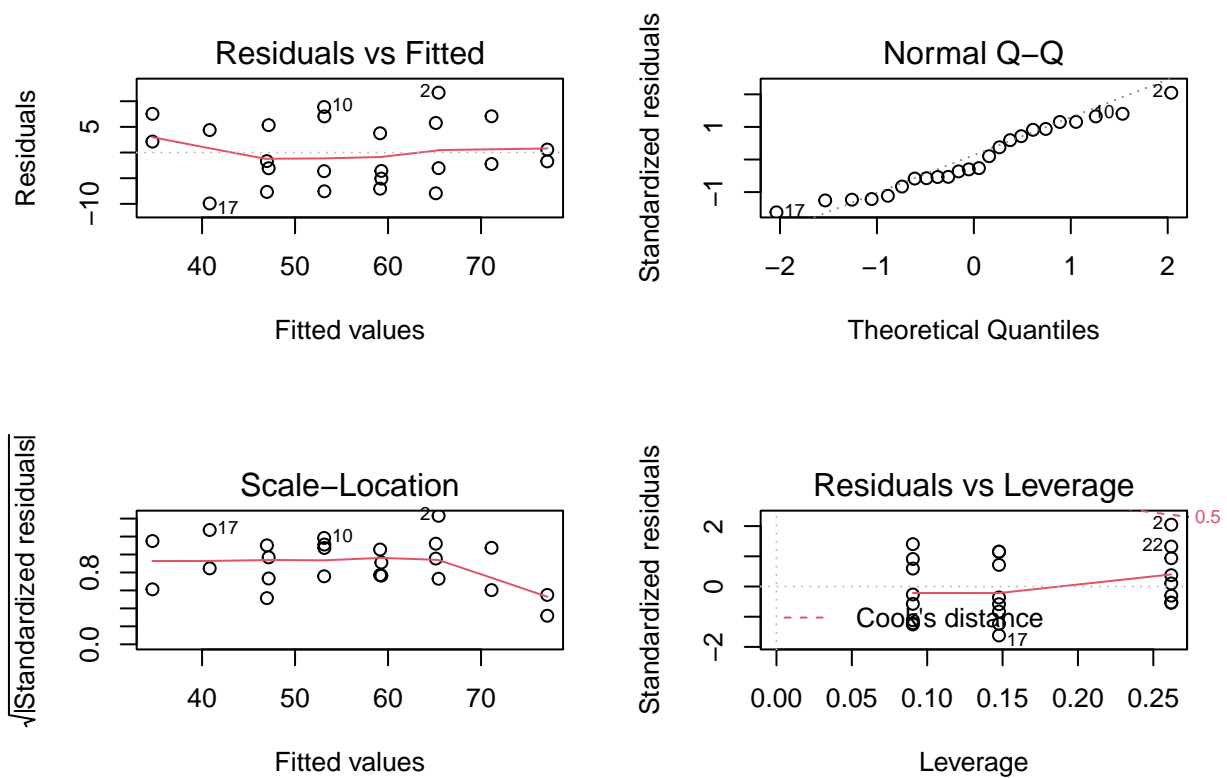 Residuals vs Fitted
Residuals
5
−10
10
2
17
40 50 60 70
Fitted values
Normal Q−Q
Standardized residuals
1
−1
2
10
17
−2 −1 0 1 2
Theoretical Quantiles
Scale−Location
√|Standardized residuals|
0.8
0.0
17
10
2
40 50 60 70
Fitted values
Residuals vs Leverage
Standardized residuals
2
0
−2
0.5
2
22
Cook's distance
17
0.00 0.05 0.10 0.15 0.20 0.25
Leverage